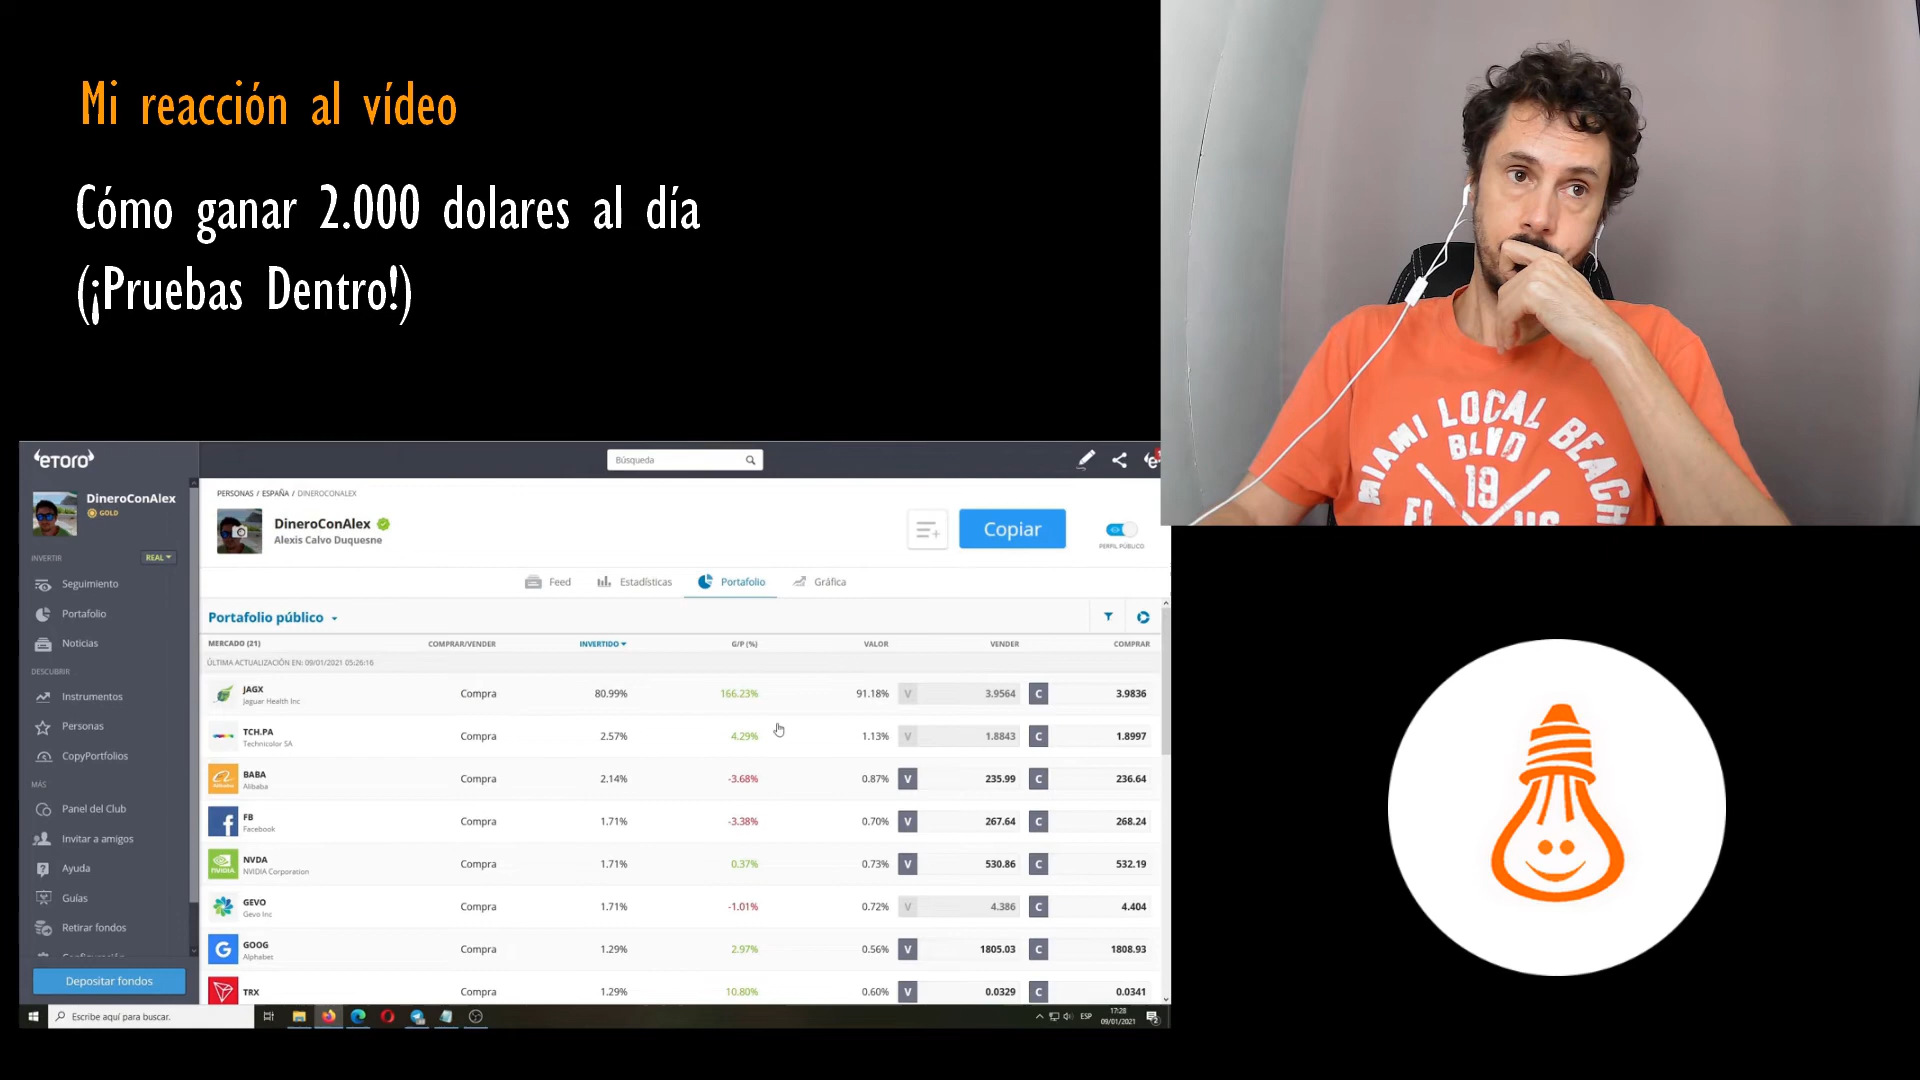 Mi reacción al vídeo
Cómo ganar 2.000 dolares al día
(¡Pruebas Dentro!)
MIAMI LOCAL BEACH
BLVD
19
eToro
Búsqueda
DineroConAlex
GOLD
INVERTIR
REAL
Seguimiento
Portafolio
Noticias
DESCUBRIR
Instrumentos
Personas
CopyPortfolios
MÁS
Panel del Club
Invitar a amigos
Ayuda
Guías
Retirar fondos
Configuración
Depositar fondos
PERSONAS / ESPAÑA / DINEROCONALEX
DineroConAlex
Alexis Calvo Duquesne
Copiar
PERFIL PÚBLICO
Feed Estadísticas Portafolio Gráfica
Portafolio público
MERCADO (21) COMPRAR/VENDER INVERTIDO G/P (%) VALOR VENDER COMPRAR
ÚLTIMA ACTUALIZACIÓN EN: 09/01/2021 05:26:16
JAGX Compra 80.99% 166.23% 91.18% V 3.9564 C 3.9836
Jaguar Health Inc
TCH.PA Compra 2.57% 4.29% 1.13% V 1.8843 C 1.8997
Technicolor SA
BABA Compra 2.14% -3.68% 0.87% V 235.99 C 236.64
Alibaba
FB Compra 1.71% -3.38% 0.70% V 267.64 C 268.24
Facebook
NVDA Compra 1.71% 0.37% 0.73% V 530.86 C 532.19
NVIDIA Corporation
GEVO Compra 1.71% -1.01% 0.72% V 4.386 C 4.404
Gevo Inc
GOOG Compra 1.29% 2.97% 0.56% V 1805.03 C 1808.93
Alphabet
TRX Compra 1.29% 10.80% 0.60% V 0.0329 C 0.0341
Escribe aquí para buscar.
ESP
17:28
09/01/2021